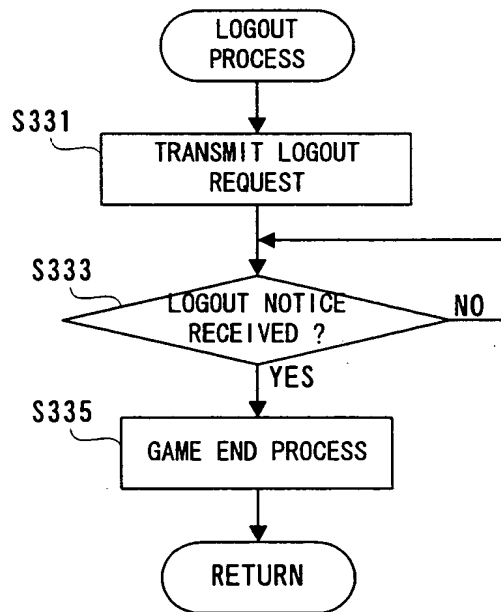 LOGOUT
PROCESS
S331
TRANSMIT LOGOUT
REQUEST
S333
LOGOUT NOTICE
RECEIVED ?
NO
YES
S335
GAME END PROCESS
RETURN